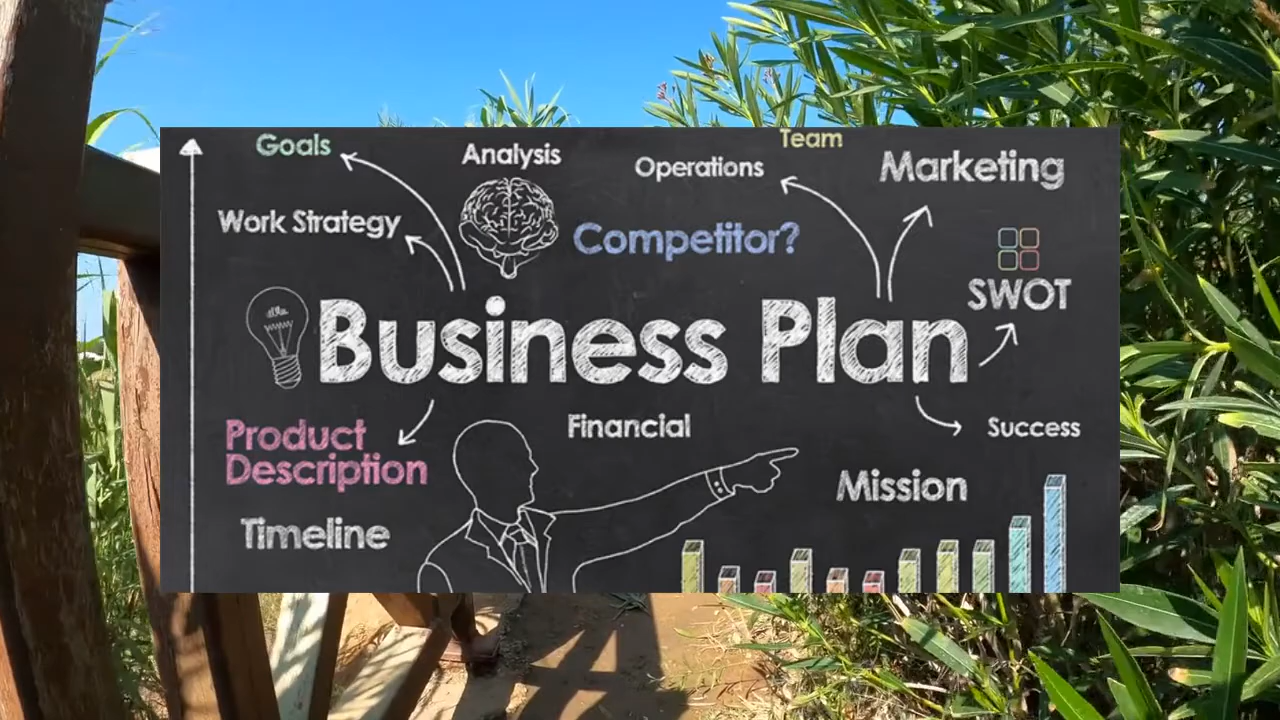 Goals
Analysis
Operations
Team
Marketing
Work Strategy
Competitor?
SWOT
Business Plan
Product
Description
Financial
Success
Mission
Timeline